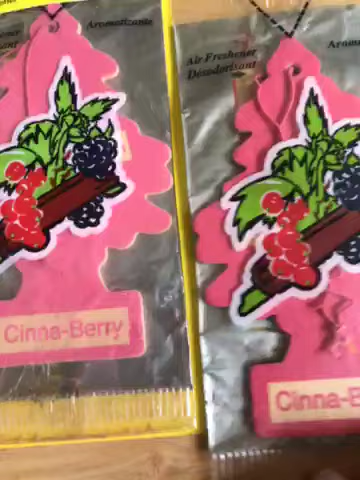 Aromatizante
Cinna-Berry
Air Freshener
Désodorisant
Cinna-B